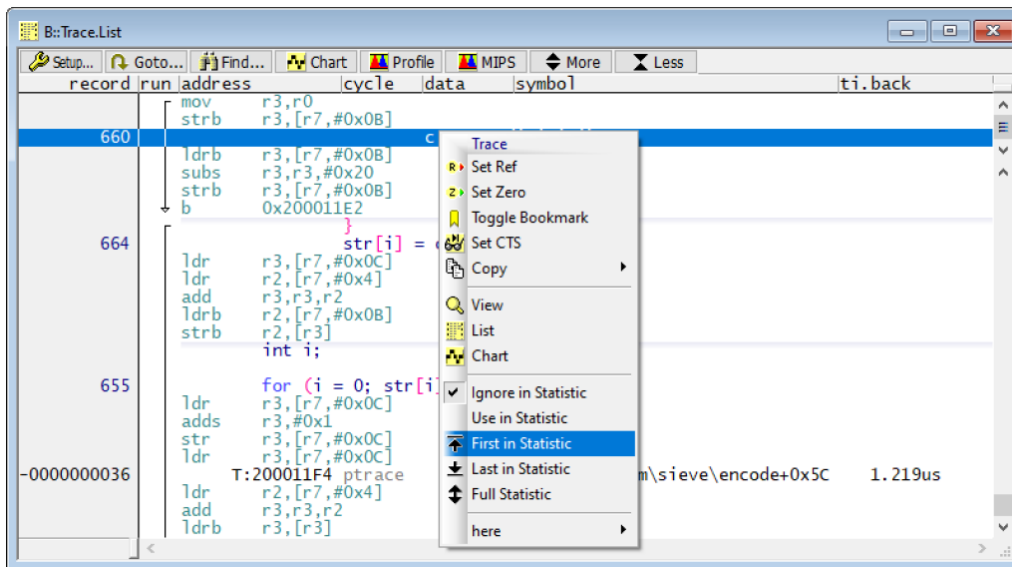 B::Trace.List
Setup... Goto... Find... Chart Profile MIPS More Less
record run address cycle data symbol ti.back
mov r3,r0
strb r3,[r7,#0x0B]
660 c
ldrb r3,[r7,#0x0B]
subs r3,r3,#0x20
strb r3,[r7,#0x0B]
b 0x200011E2
}
664 str[i] =
ldr r3,[r7,#0x0C]
ldr r2,[r7,#0x4]
add r3,r3,r2
ldrb r2,[r7,#0x0B]
strb r2,[r3]
int i;
655 for (i = 0; str[i]
ldr r3,[r7,#0x0C]
adds r3,#0x1
str r3,[r7,#0x0C]
ldr r3,[r7,#0x0C]
-0000000036 T:200011F4 ptrace m\sieve\encode+0x5C 1.219us
ldr r2,[r7,#0x4]
add r3,r3,r2
ldrb r3,[r3]
Trace
Set Ref
Set Zero
Toggle Bookmark
Set CTS
Copy
View
List
Chart
Ignore in Statistic
Use in Statistic
First in Statistic
Last in Statistic
Full Statistic
here